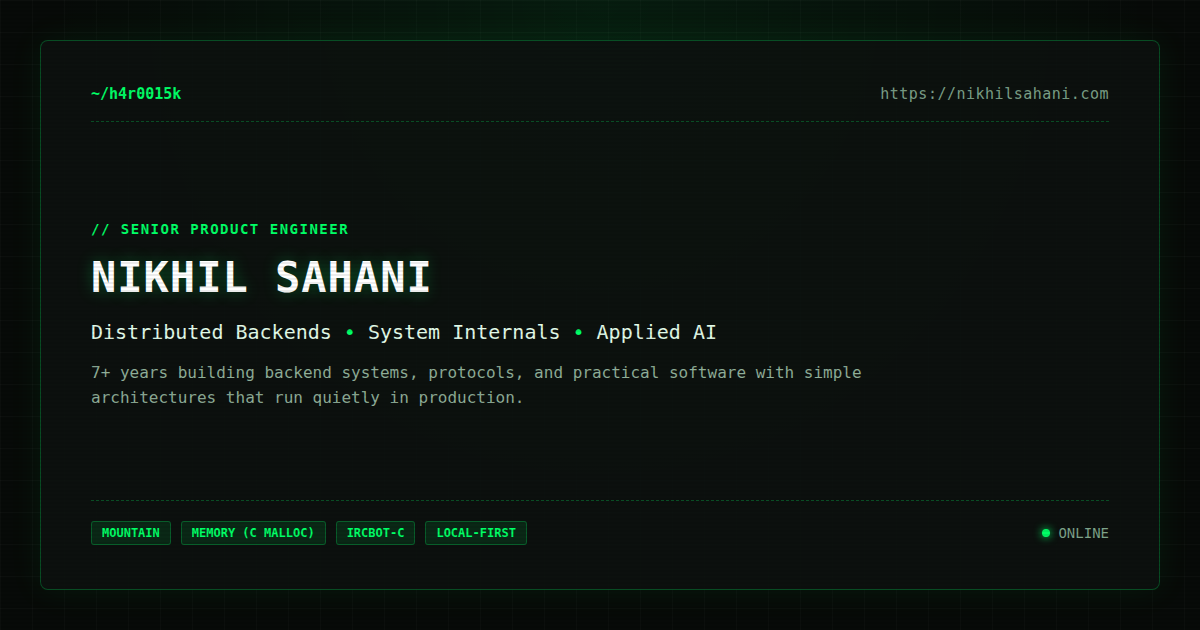 ~/h4r0015k
https://nikhilsahani.com
// SENIOR PRODUCT ENGINEER
NIKHIL SAHANI
Distributed Backends • System Internals • Applied AI
7+ years building backend systems, protocols, and practical software with simple
architectures that run quietly in production.
MOUNTAIN
MEMORY (C MALLOC)
IRCBOT-C
LOCAL-FIRST
ONLINE